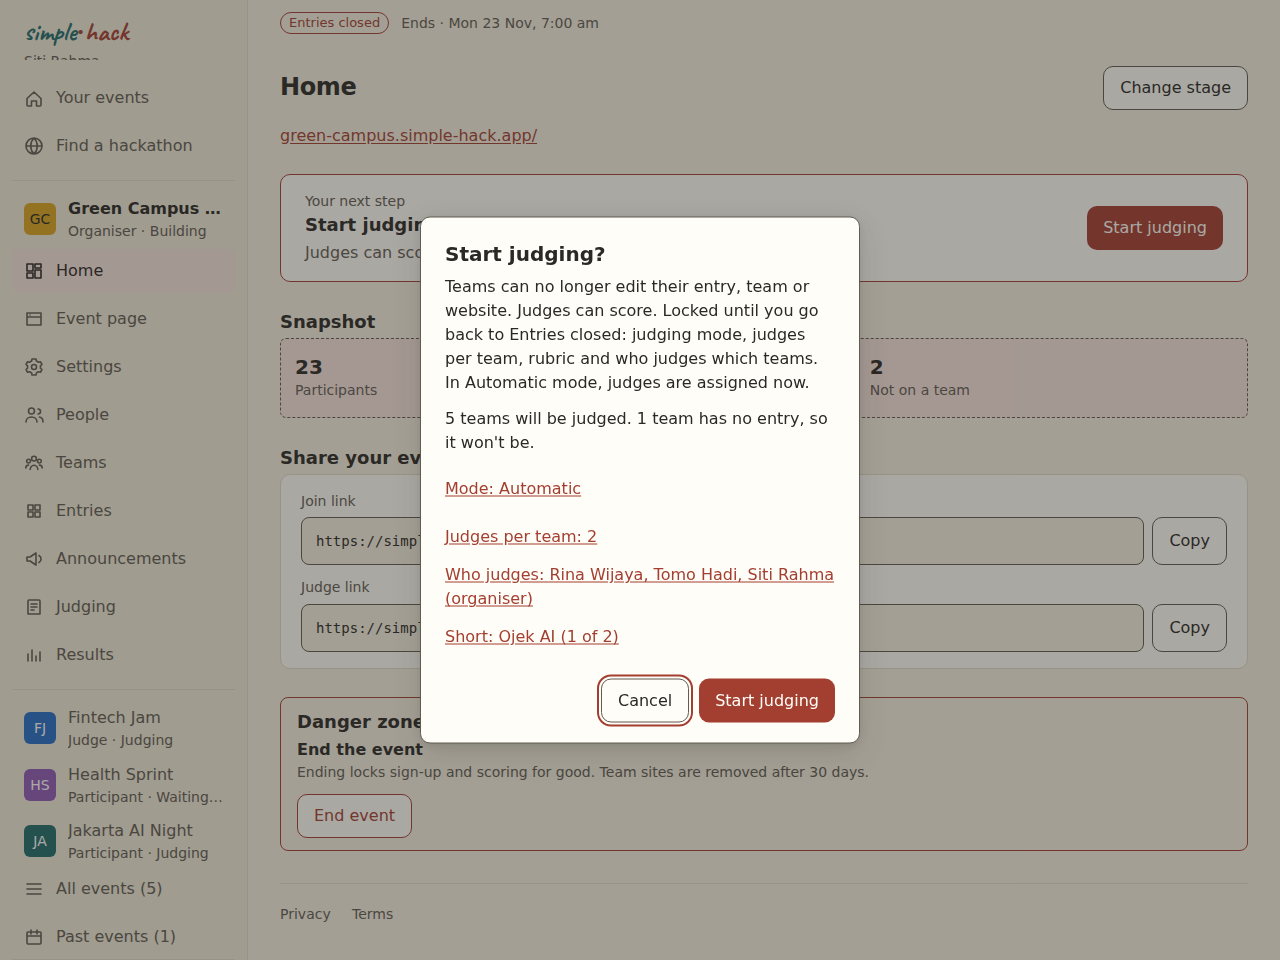 simple·hack
Siti Rahma
Your events
Find a hackathon
GC
Green Campus ...
Organiser · Building
Home
Event page
Settings
People
Teams
Entries
Announcements
Judging
Results
FJ
Fintech Jam
Judge · Judging
HS
Health Sprint
Participant · Waiting...
JA
Jakarta AI Night
Participant · Judging
All events (5)
Past events (1)
Entries closed
Ends · Mon 23 Nov, 7:00 am
Home
Change stage
green-campus.simple-hack.app/
Your next step
Start judgin
Judges can sco
Start judging
Snapshot
23
Participants
2
Not on a team
Share your ev
Join link
https://simpl
Copy
Judge link
https://simpl
Copy
Danger zone
End the event
Ending locks sign-up and scoring for good. Team sites are removed after 30 days.
End event
Privacy
Terms
Start judging?
Teams can no longer edit their entry, team or
website. Judges can score. Locked until you go
back to Entries closed: judging mode, judges
per team, rubric and who judges which teams.
In Automatic mode, judges are assigned now.
5 teams will be judged. 1 team has no entry, so
it won't be.
Mode: Automatic
Judges per team: 2
Who judges: Rina Wijaya, Tomo Hadi, Siti Rahma
(organiser)
Short: Ojek AI (1 of 2)
Cancel
Start judging